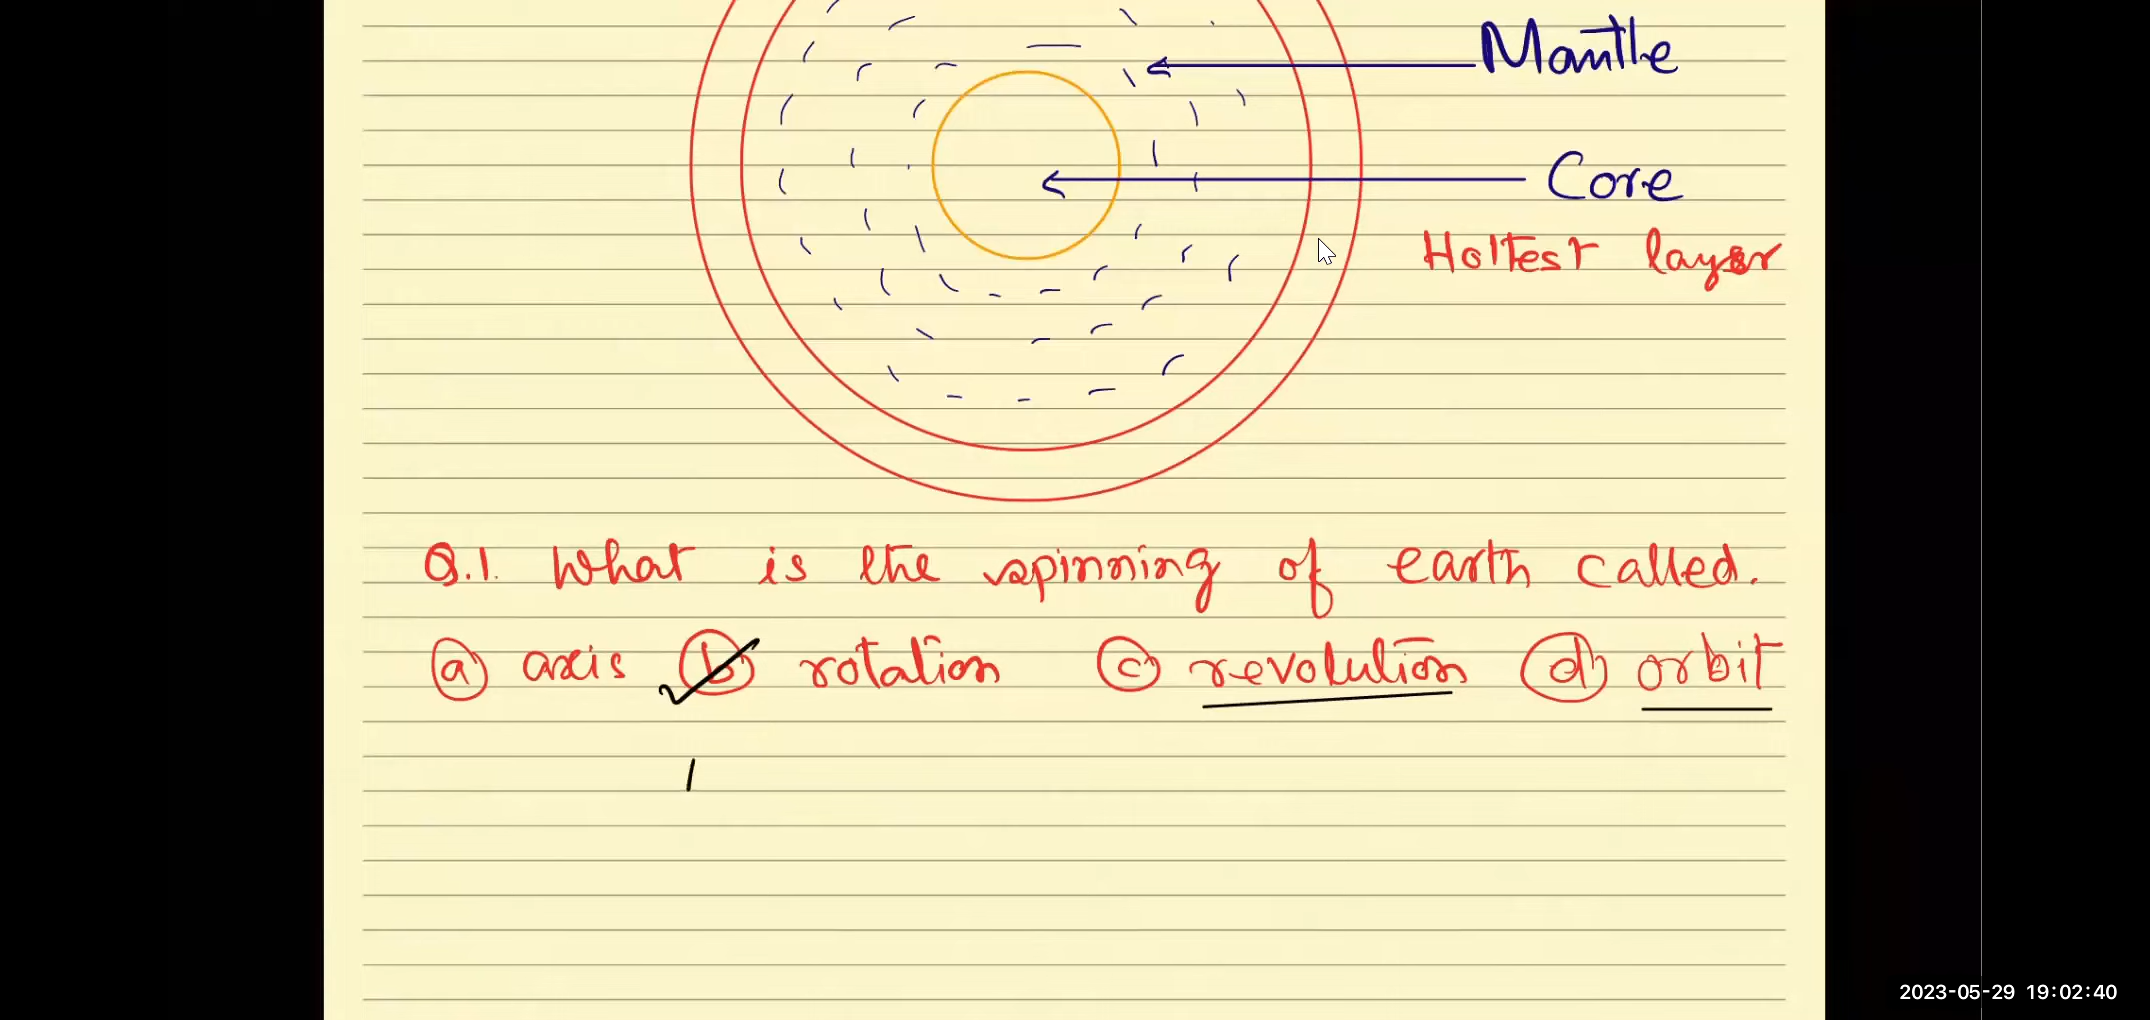 Mantle
Core
Hottest layer
Q.1. What is the spinning of earth called.
a) axis b) rotation c) revolution d) orbit
2023-05-29 19:02:40